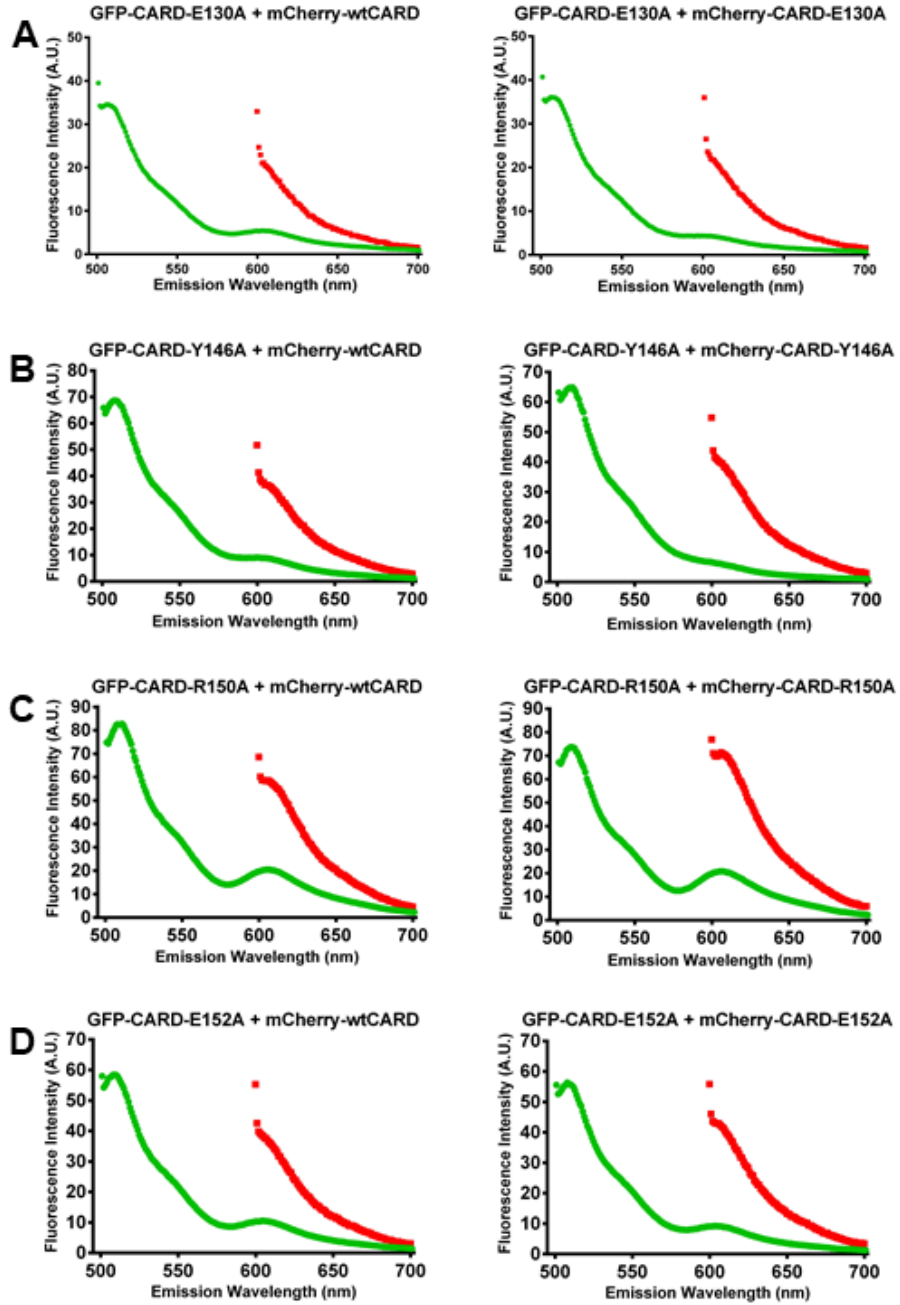 A
GFP-CARD-E130A + mCherry-wtCARD
Fluorescence Intensity (A.U.)
50
40
30
20
10
0
500 550 600 650 700
Emission Wavelength (nm)
GFP-CARD-E130A + mCherry-CARD-E130A
Fluorescence Intensity (A.U.)
50
40
30
20
10
0
500 550 600 650 700
Emission Wavelength (nm)
B
GFP-CARD-Y146A + mCherry-wtCARD
Fluorescence Intensity (A.U.)
80
70
60
50
40
30
20
10
0
500 550 600 650 700
Emission Wavelength (nm)
GFP-CARD-Y146A + mCherry-CARD-Y146A
Fluorescence Intensity (A.U.)
70
60
50
40
30
20
10
0
500 550 600 650 700
Emission Wavelength (nm)
C
GFP-CARD-R150A + mCherry-wtCARD
Fluorescence Intensity (A.U.)
90
80
70
60
50
40
30
20
10
0
500 550 600 650 700
Emission Wavelength (nm)
GFP-CARD-R150A + mCherry-CARD-R150A
Fluorescence Intensity (A.U.)
90
80
70
60
50
40
30
20
10
0
500 550 600 650 700
Emission Wavelength (nm)
D
GFP-CARD-E152A + mCherry-wtCARD
Fluorescence Intensity (A.U.)
70
60
50
40
30
20
10
0
500 550 600 650 700
Emission Wavelength (nm)
GFP-CARD-E152A + mCherry-CARD-E152A
Fluorescence Intensity (A.U.)
70
60
50
40
30
20
10
0
500 550 600 650 700
Emission Wavelength (nm)